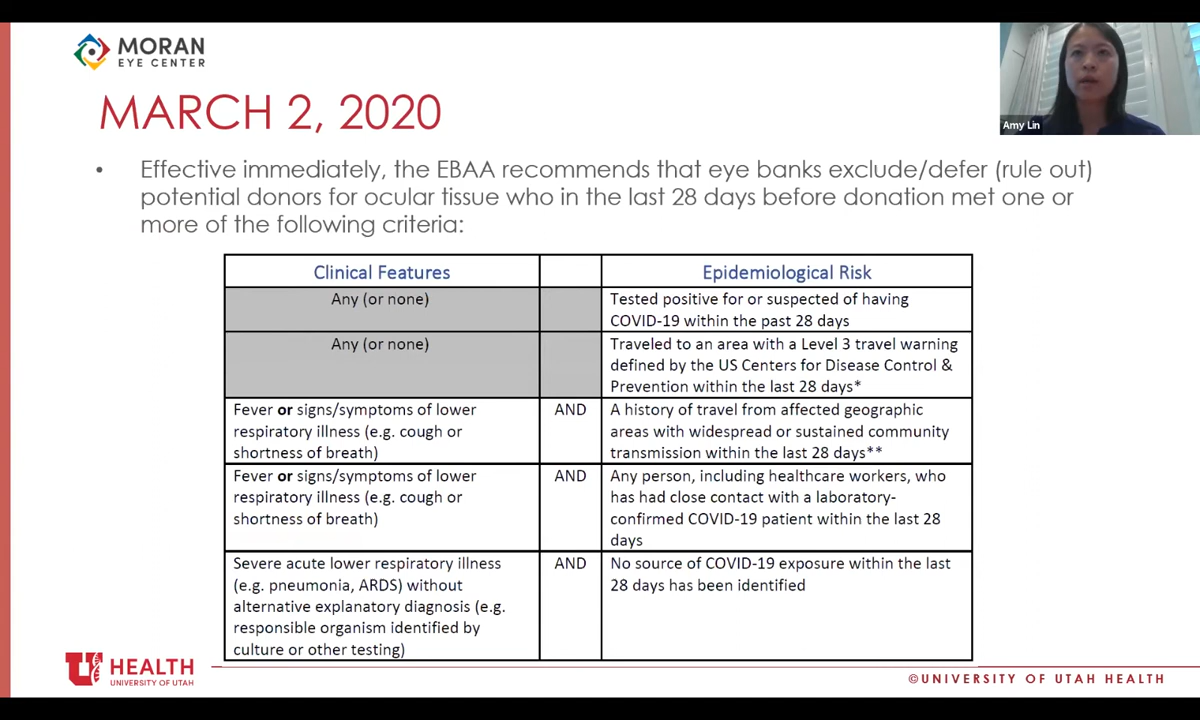 MORAN
EYE CENTER
Amy Lin
MARCH 2, 2020
• Effective immediately, the EBAA recommends that eye banks exclude/defer (rule out)
potential donors for ocular tissue who in the last 28 days before donation met one or
more of the following criteria:
Clinical Features Epidemiological Risk
Any (or none)
Tested positive for or suspected of having
COVID-19 within the past 28 days
Any (or none)
Traveled to an area with a Level 3 travel warning
defined by the US Centers for Disease Control &
Prevention within the last 28 days*
Fever or signs/symptoms of lower
respiratory illness (e.g. cough or
shortness of breath)
AND
A history of travel from affected geographic
areas with widespread or sustained community
transmission within the last 28 days**
Fever or signs/symptoms of lower
respiratory illness (e.g. cough or
shortness of breath)
AND
Any person, including healthcare workers, who
has had close contact with a laboratory-
confirmed COVID-19 patient within the last 28
days
Severe acute lower respiratory illness
(e.g. pneumonia, ARDS) without
alternative explanatory diagnosis (e.g.
responsible organism identified by
culture or other testing)
AND
No source of COVID-19 exposure within the last
28 days has been identified
U HEALTH
UNIVERSITY OF UTAH
©UNIVERSITY OF UTAH HEALTH